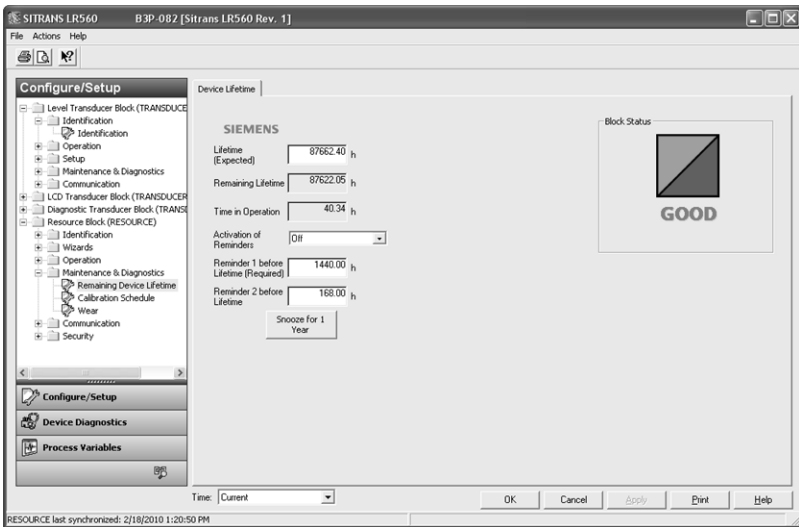 SITRANS LR560 B3P-082 [Sitrans LR560 Rev. 1]
File Actions Help
Configure/Setup
Level Transducer Block (TRANSDUCE
Identification
Identification
Operation
Setup
Maintenance & Diagnostics
Communication
LCD Transducer Block (TRANSDUCER
Diagnostic Transducer Block (TRANSD
Resource Block (RESOURCE)
Identification
Wizards
Operation
Maintenance & Diagnostics
Remaining Device Lifetime
Calibration Schedule
Wear
Communication
Security
Configure/Setup
Device Diagnostics
Process Variables
Device Lifetime
SIEMENS
Lifetime
(Expected) 87662.40 h
Remaining Lifetime 87622.05 h
Time in Operation 40.34 h
Activation of
Reminders Off
Reminder 1 before
Lifetime (Required) 1440.00 h
Reminder 2 before
Lifetime 168.00 h
Snooze for 1
Year
Block Status
GOOD
Time: Current
OK Cancel Apply Print Help
RESOURCE last synchronized: 2/18/2010 1:20:50 PM